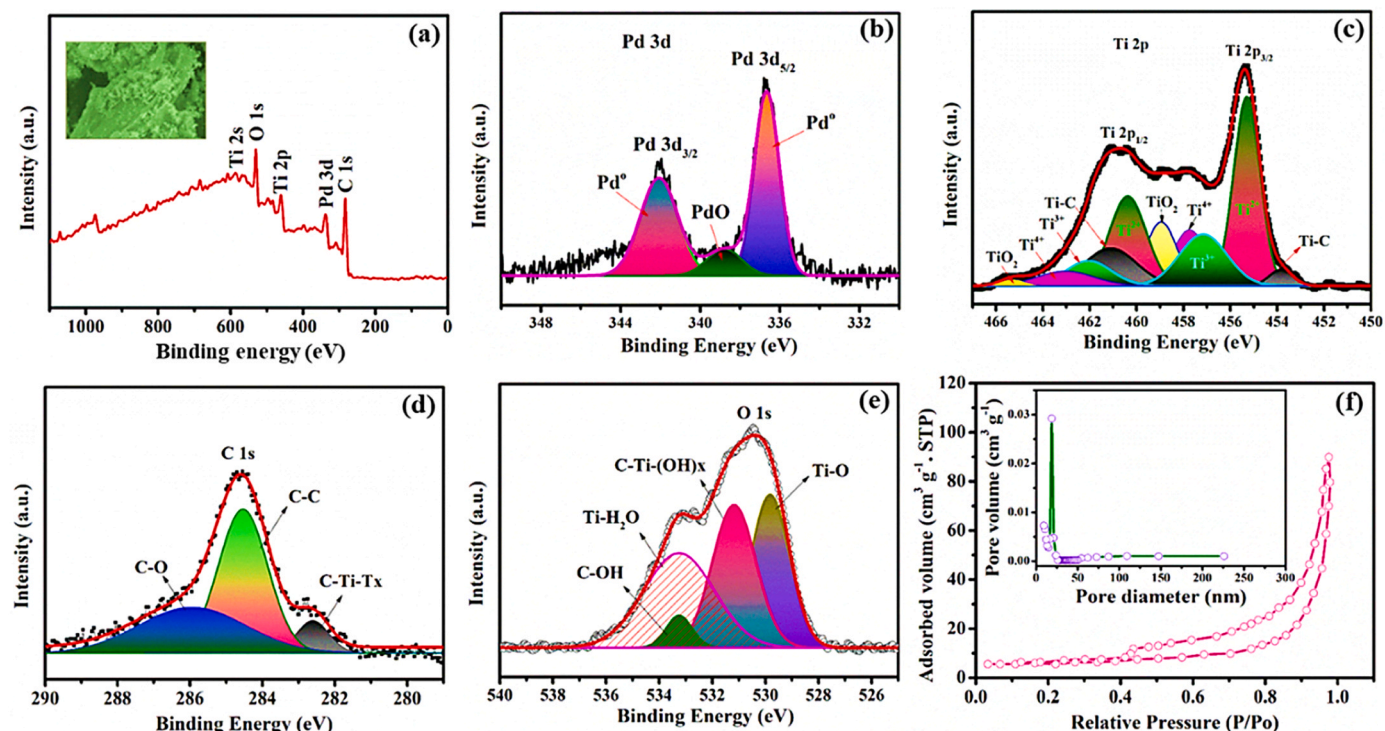 (a)
Ti 2s
O 1s
Ti 2p
Pd 3d
C 1s
Intensity (a.u.)
1000 800 600 400 200 0
Binding energy (eV)
(b)
Pd 3d
Pd 3d5/2
Pd 3d3/2
Pdo
Pdo
PdO
Intensity (a.u.)
348 344 340 336 332
Binding Energy (eV)
(c)
Ti 2p
Ti 2p3/2
Ti 2p1/2
Ti-C
Ti3+
Ti4+
TiO2
TiO2
Ti4+
Ti3+
Ti-C
Intensity (a.u.)
466 464 462 460 458 456 454 452 450
Binding Energy (eV)
(d)
C 1s
C-C
C-O
C-Ti-Tx
Intensity (a.u.)
290 288 286 284 282 280
Binding Energy (eV)
(e)
O 1s
C-Ti-(OH)x
Ti-O
Ti-H2O
C-OH
Intensity (a.u.)
540 538 536 534 532 530 528 526
Binding Energy (eV)
(f)
Adsorbed volume (cm3 g-1. STP)
120
100
80
60
40
20
0
0.0 0.2 0.4 0.6 0.8 1.0
Relative Pressure (P/Po)
Pore volume (cm3 g-1)
0.03
0.02
0.01
0.00
0 50 100 150 200 250 300
Pore diameter (nm)